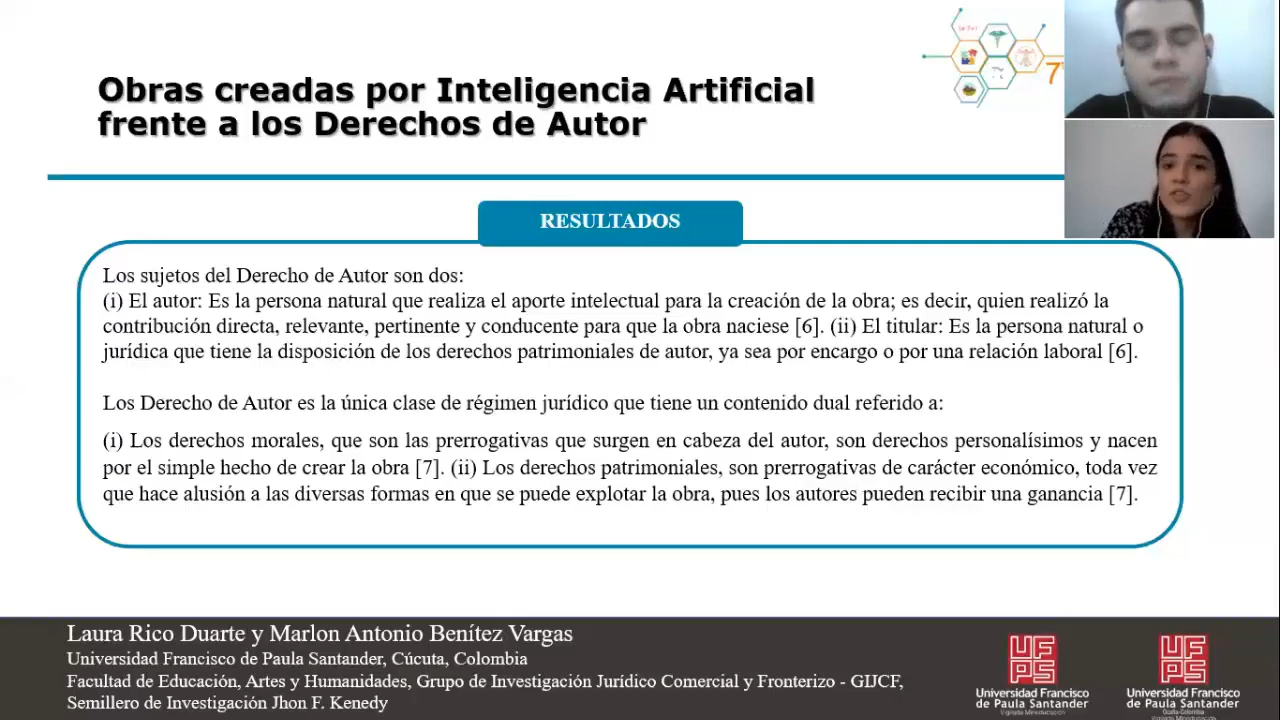 Obras creadas por Inteligencia Artificial
frente a los Derechos de Autor
7
RESULTADOS
Los sujetos del Derecho de Autor son dos:
(i) El autor: Es la persona natural que realiza el aporte intelectual para la creación de la obra; es decir, quien realizó la
contribución directa, relevante, pertinente y conducente para que la obra naciese [6]. (ii) El titular: Es la persona natural o
jurídica que tiene la disposición de los derechos patrimoniales de autor, ya sea por encargo o por una relación laboral [6].
Los Derecho de Autor es la única clase de régimen jurídico que tiene un contenido dual referido a:
(i) Los derechos morales, que son las prerrogativas que surgen en cabeza del autor, son derechos personalísimos y nacen
por el simple hecho de crear la obra [7]. (ii) Los derechos patrimoniales, son prerrogativas de carácter económico, toda vez
que hace alusión a las diversas formas en que se puede explotar la obra, pues los autores pueden recibir una ganancia [7].
Laura Rico Duarte y Marlon Antonio Benítez Vargas
Universidad Francisco de Paula Santander, Cúcuta, Colombia
Facultad de Educación, Artes y Humanidades, Grupo de Investigación Jurídico Comercial y Fronterizo - GIJCF,
Semillero de Investigación Jhon F. Kenedy
UFPS
Universidad Francisco
de Paula Santander
Vigilada Mineducación
UFPS
Universidad Francisco
de Paula Santander
Ocaña-Colombia
Vigilada Mineducación